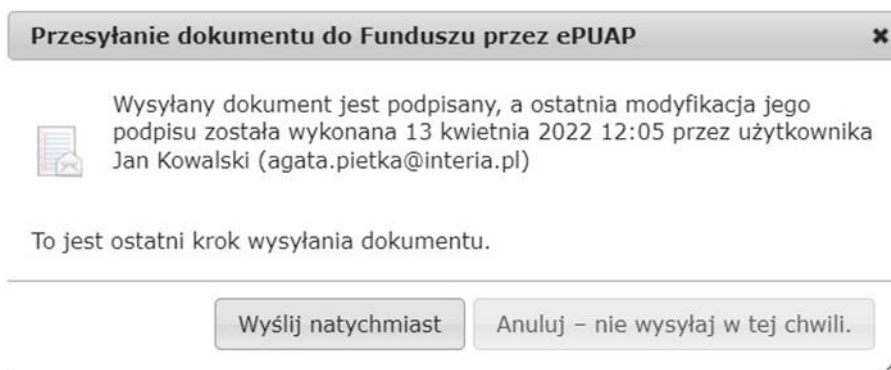 Przesyłanie dokumentu do Funduszu przez ePUAP
Wysyłany dokument jest podpisany, a ostatnia modyfikacja jego
podpisu została wykonana 13 kwietnia 2022 12:05 przez użytkownika
Jan Kowalski (agata.pietka@interia.pl)
To jest ostatni krok wysyłania dokumentu.
Wyślij natychmiast
Anuluj – nie wysyłaj w tej chwili.